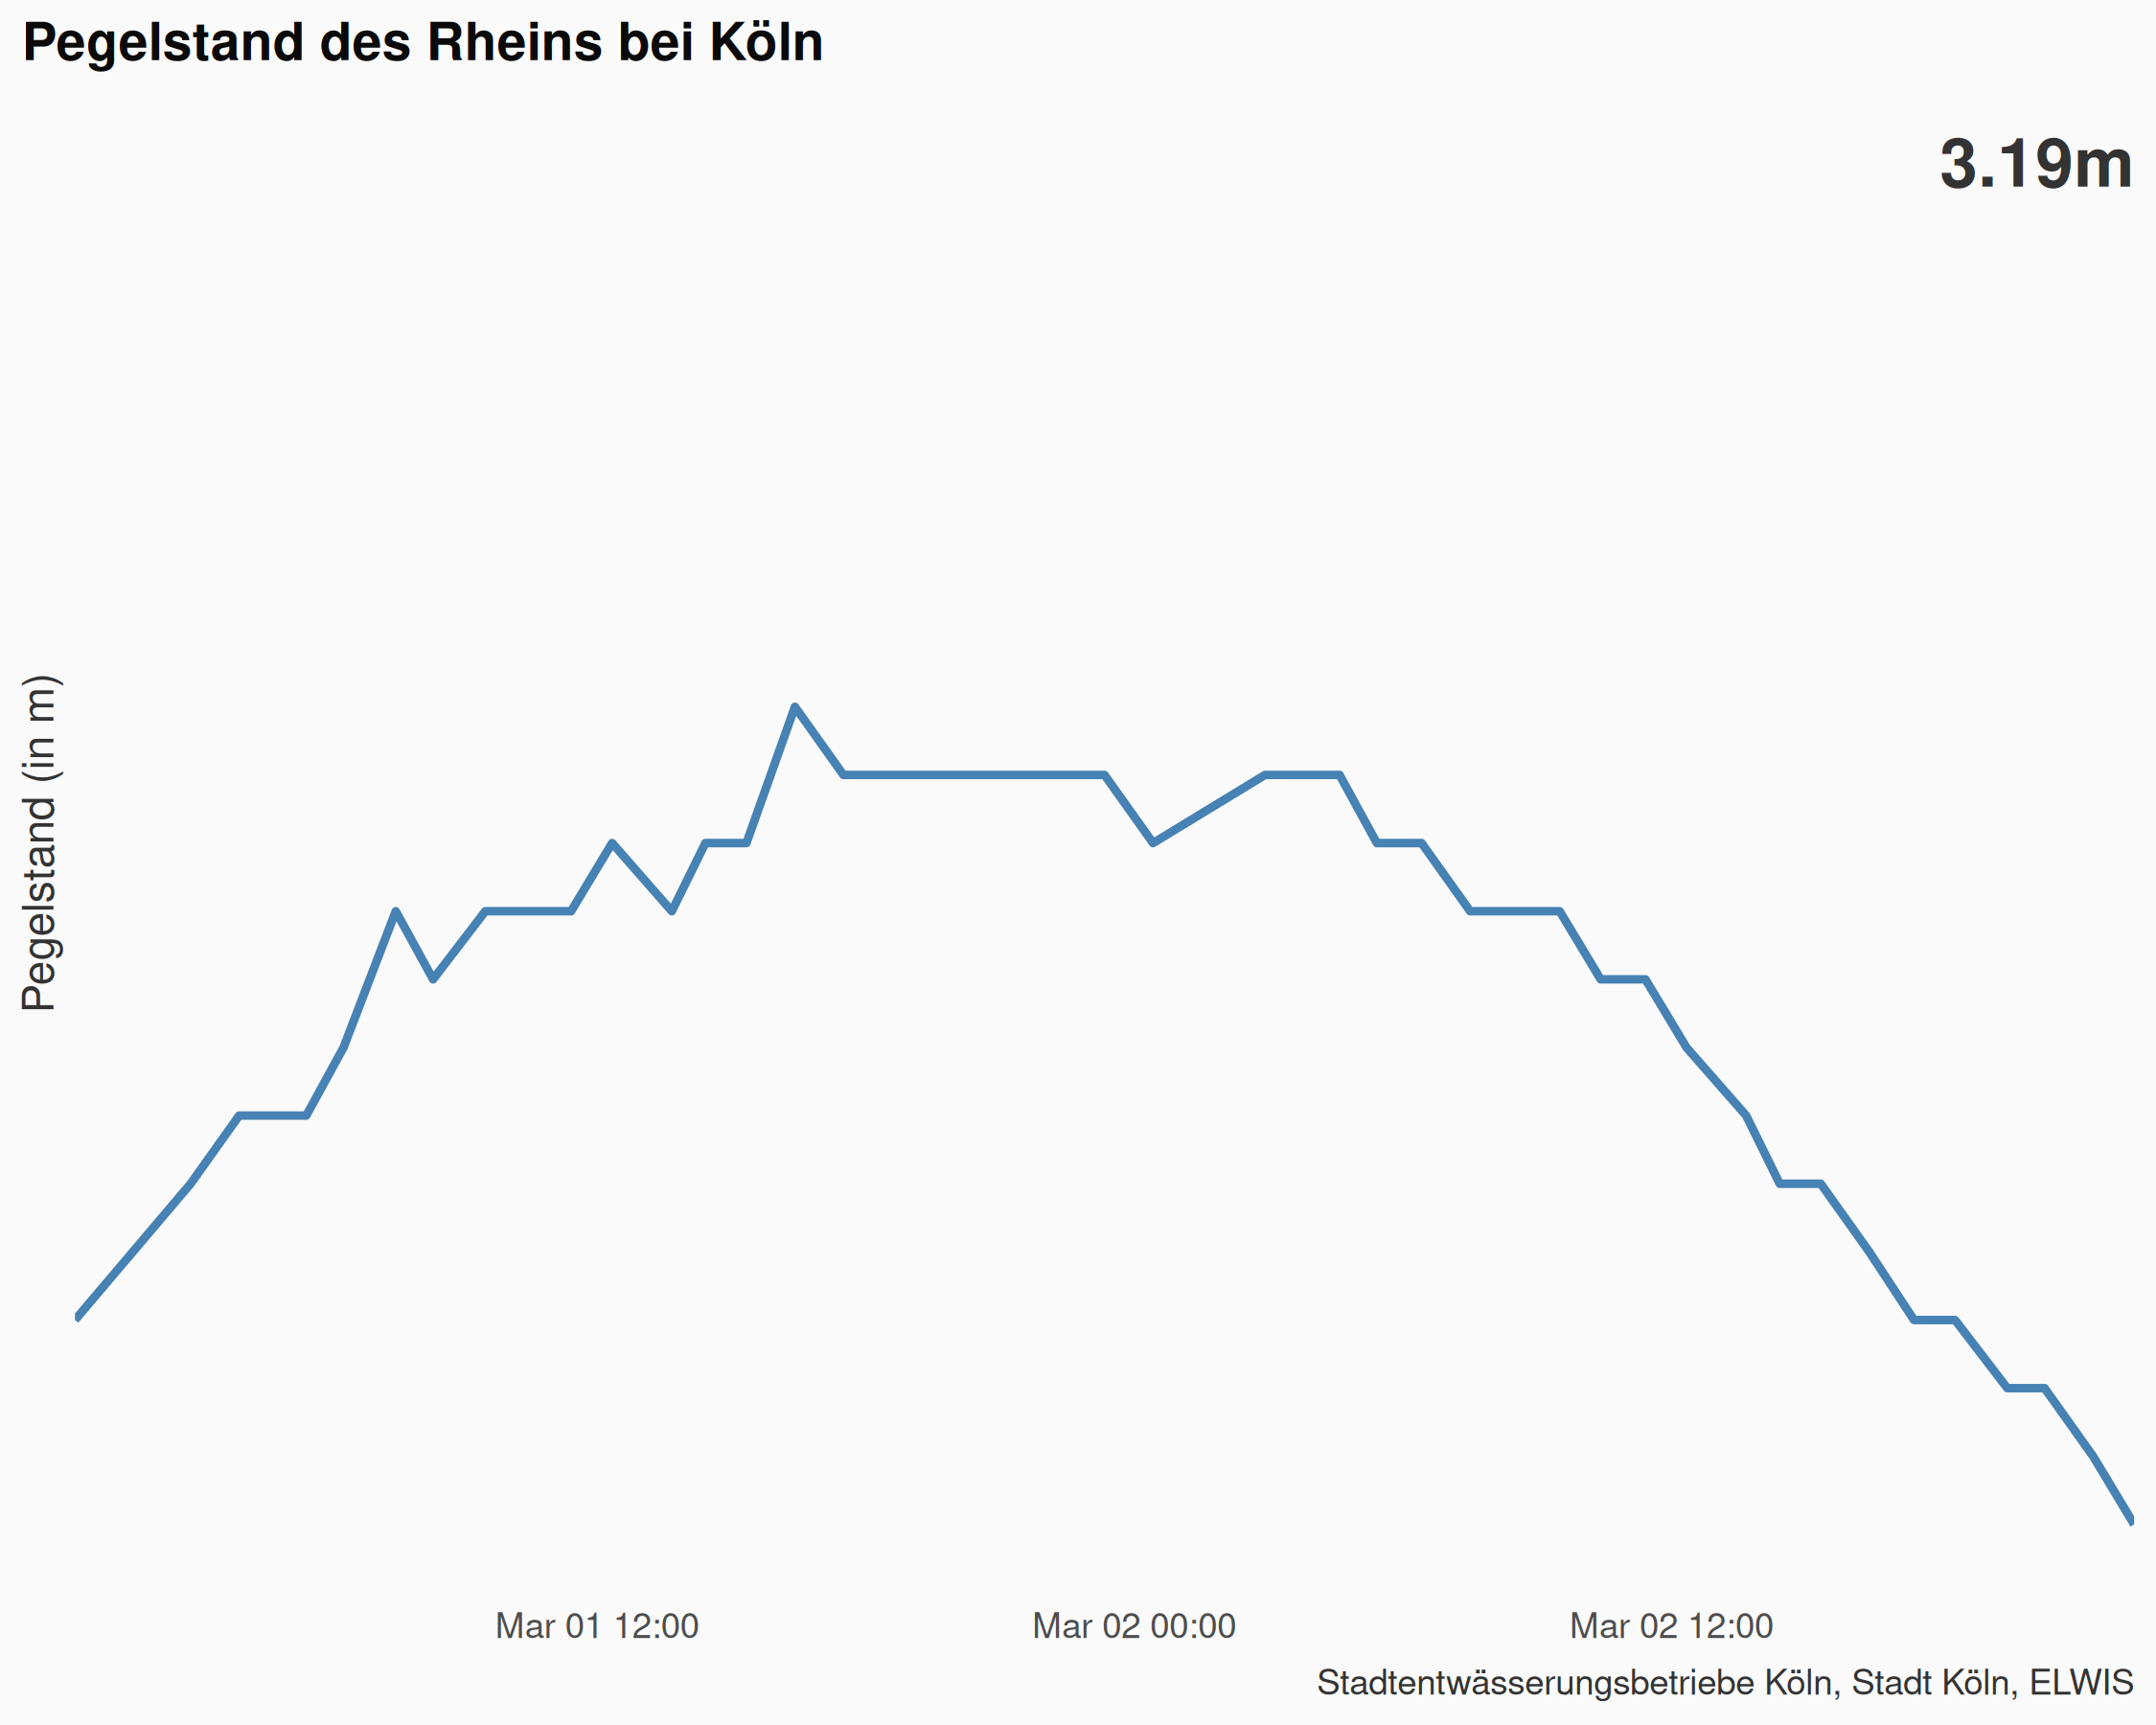 Pegelstand des Rheins bei Köln
3.19m
Pegelstand (in m)
Mar 01 12:00
Mar 02 00:00
Mar 02 12:00
Stadtentwässerungsbetriebe Köln, Stadt Köln, ELWIS